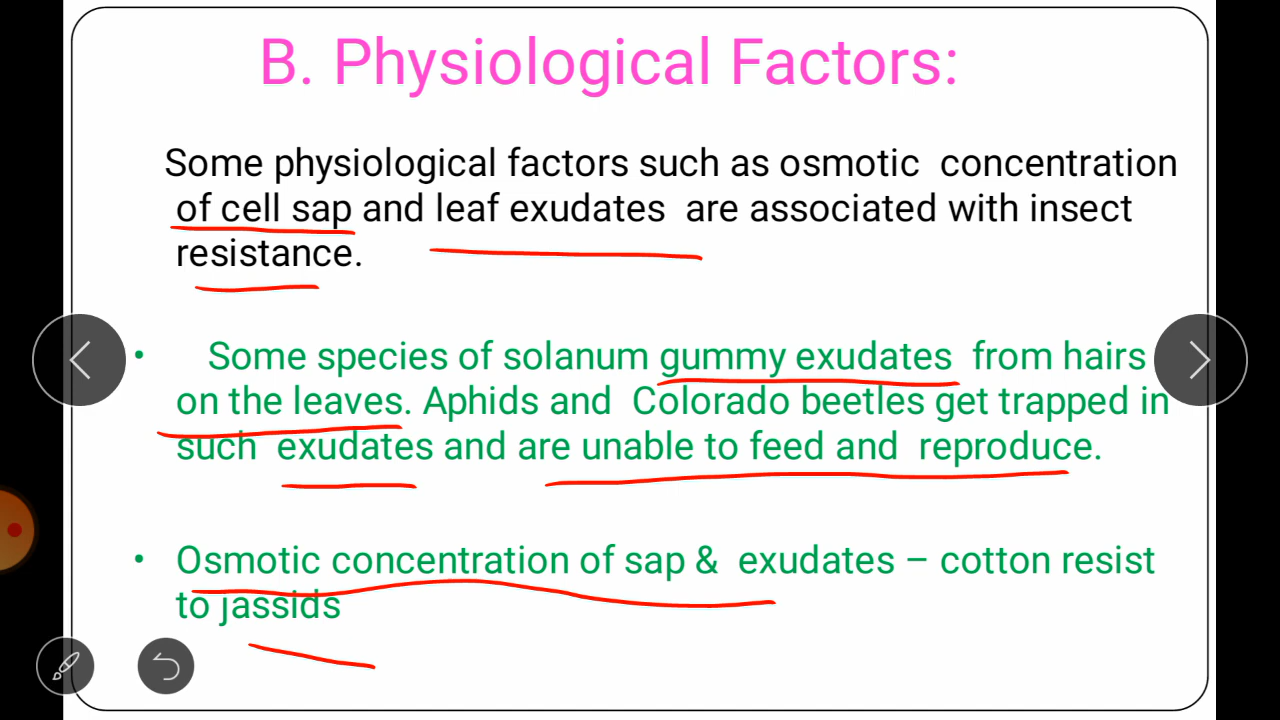 B. Physiological Factors:
Some physiological factors such as osmotic concentration
of cell sap and leaf exudates are associated with insect
resistance.
• Some species of solanum gummy exudates from hairs
on the leaves. Aphids and Colorado beetles get trapped in
such exudates and are unable to feed and reproduce.
• Osmotic concentration of sap & exudates – cotton resist
to jassids